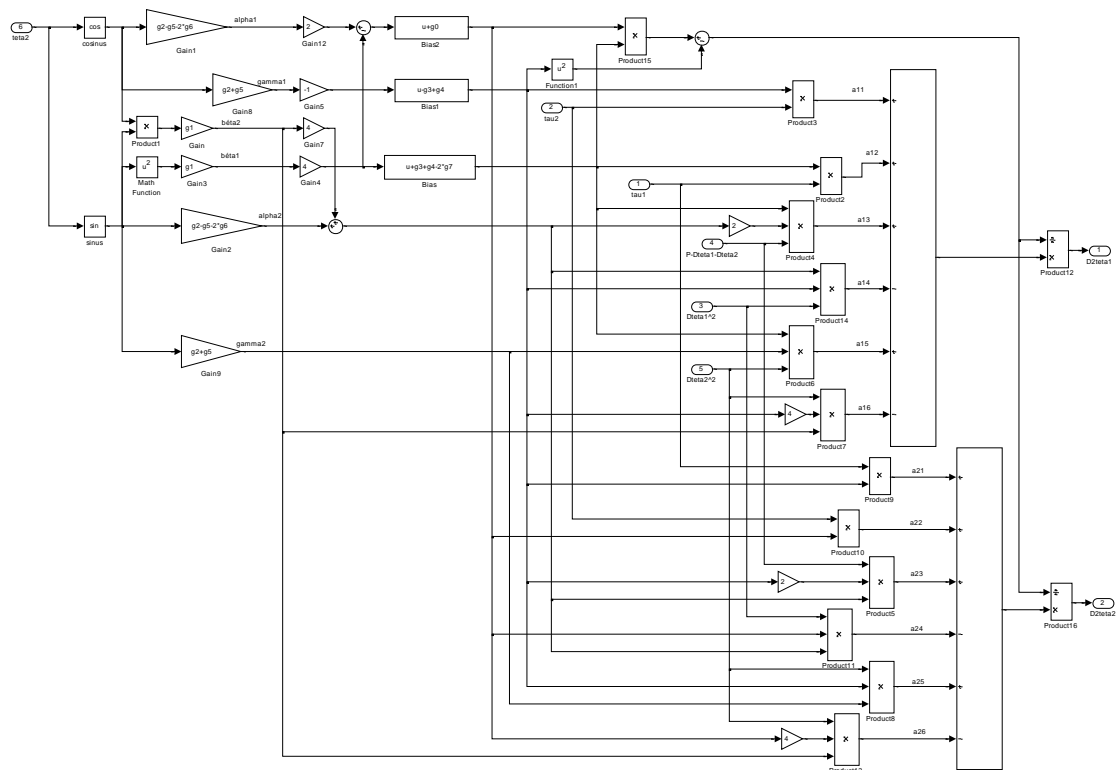 6
teta2
cos
cosinus
g2-g5-2*g6
Gain1
alpha1
2
Gain12
u+g0
Bias2
×
Product15
u²
Function1
g2+g5
Gain8
gamma1
-1
Gain5
u-g3+g4
Bias1
2
tau2
×
Product3
a11
×
Product1
g1
Gain
béta2
4
Gain7
u²
Math
Function
g1
Gain3
béta1
4
Gain4
u+g3+g4-2*g7
Bias
1
tau1
×
Product2
a12
sin
sinus
g2-g5-2*g6
Gain2
alpha2
2
4
P-Dteta1-Dteta2
×
Product4
a13
÷
×
Product12
1
D2teta1
3
Dteta1^2
×
Product14
a14
g2+g5
Gain9
gamma2
5
Dteta2^2
×
Product6
a15
4
×
Product7
a16
×
Product9
a21
×
Product10
a22
2
×
Product5
a23
÷
×
Product16
2
D2teta2
×
Product11
a24
×
Product8
a25
4
×
a26